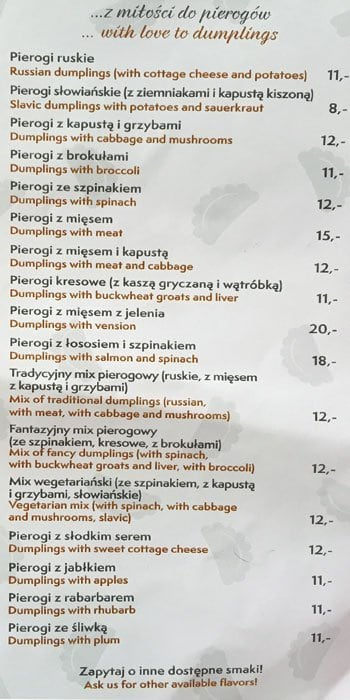 ...z miłości do pierogów
... with love to dumplings
Pierogi ruskie
Russian dumplings (with cottage cheese and potatoes) 11,-
Pierogi słowiańskie (z ziemniakami i kapustą kiszoną)
Slavic dumplings with potatoes and sauerkraut 8,-
Pierogi z kapustą i grzybami
Dumplings with cabbage and mushrooms 12,-
Pierogi z brokułami
Dumplings with broccoli 11,-
Pierogi ze szpinakiem
Dumplings with spinach 12,-
Pierogi z mięsem
Dumplings with meat 15,-
Pierogi z mięsem i kapustą
Dumplings with meat and cabbage 12,-
Pierogi kresowe (z kaszą gryczaną i wątróbką)
Dumplings with buckwheat groats and liver 11,-
Pierogi z mięsem z jelenia
Dumplings with vension 20,-
Pierogi z łososiem i szpinakiem
Dumplings with salmon and spinach 18,-
Tradycyjny mix pierogowy (ruskie, z mięsem
z kapustą i grzybami)
Mix of traditional dumplings (russian,
with meat, with cabbage and mushrooms) 12,-
Fantazyjny mix pierogowy
(ze szpinakiem, kresowe, z brokułami)
Mix of fancy dumplings (with spinach,
with buckwheat groats and liver, with broccoli) 12,-
Mix wegetariański (ze szpinakiem, z kapustą
i grzybami, słowiańskie)
Vegetarian mix (with spinach, with cabbage
and mushrooms, slavic) 12,-
Pierogi z słodkim serem
Dumplings with sweet cottage cheese 12,-
Pierogi z jabłkiem
Dumplings with apples 11,-
Pierogi z rabarbarem
Dumplings with rhubarb 11,-
Pierogi ze śliwką
Dumplings with plum 11,-
Zapytaj o inne dostępne smaki!
Ask us for other available flavors!